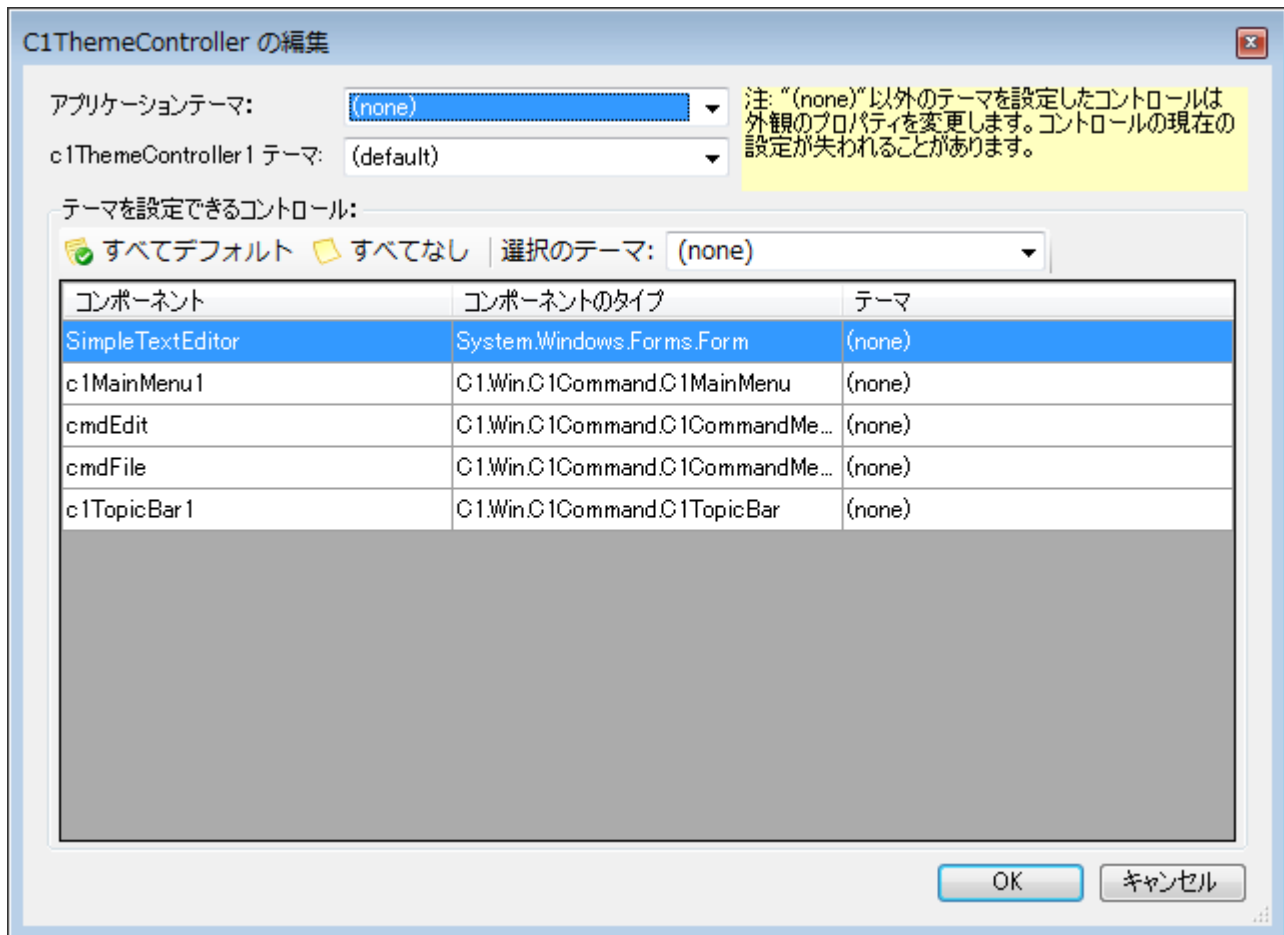 C1ThemeController の編集
アプリケーションテーマ: (none)
注: "(none)"以外のテーマを設定したコントロールは
外観のプロパティを変更します。コントロールの現在の
設定が失われることがあります。
c1ThemeController1 テーマ: (default)
テーマを設定できるコントロール:
すべてデフォルト すべてなし 選択のテーマ: (none)
コンポーネント コンポーネントのタイプ テーマ
SimpleTextEditor System.Windows.Forms.Form (none)
c1MainMenu1 C1.Win.C1Command.C1MainMenu (none)
cmdEdit C1.Win.C1Command.C1CommandMe... (none)
cmdFile C1.Win.C1Command.C1CommandMe... (none)
c1TopicBar1 C1.Win.C1Command.C1TopicBar (none)
OK キャンセル